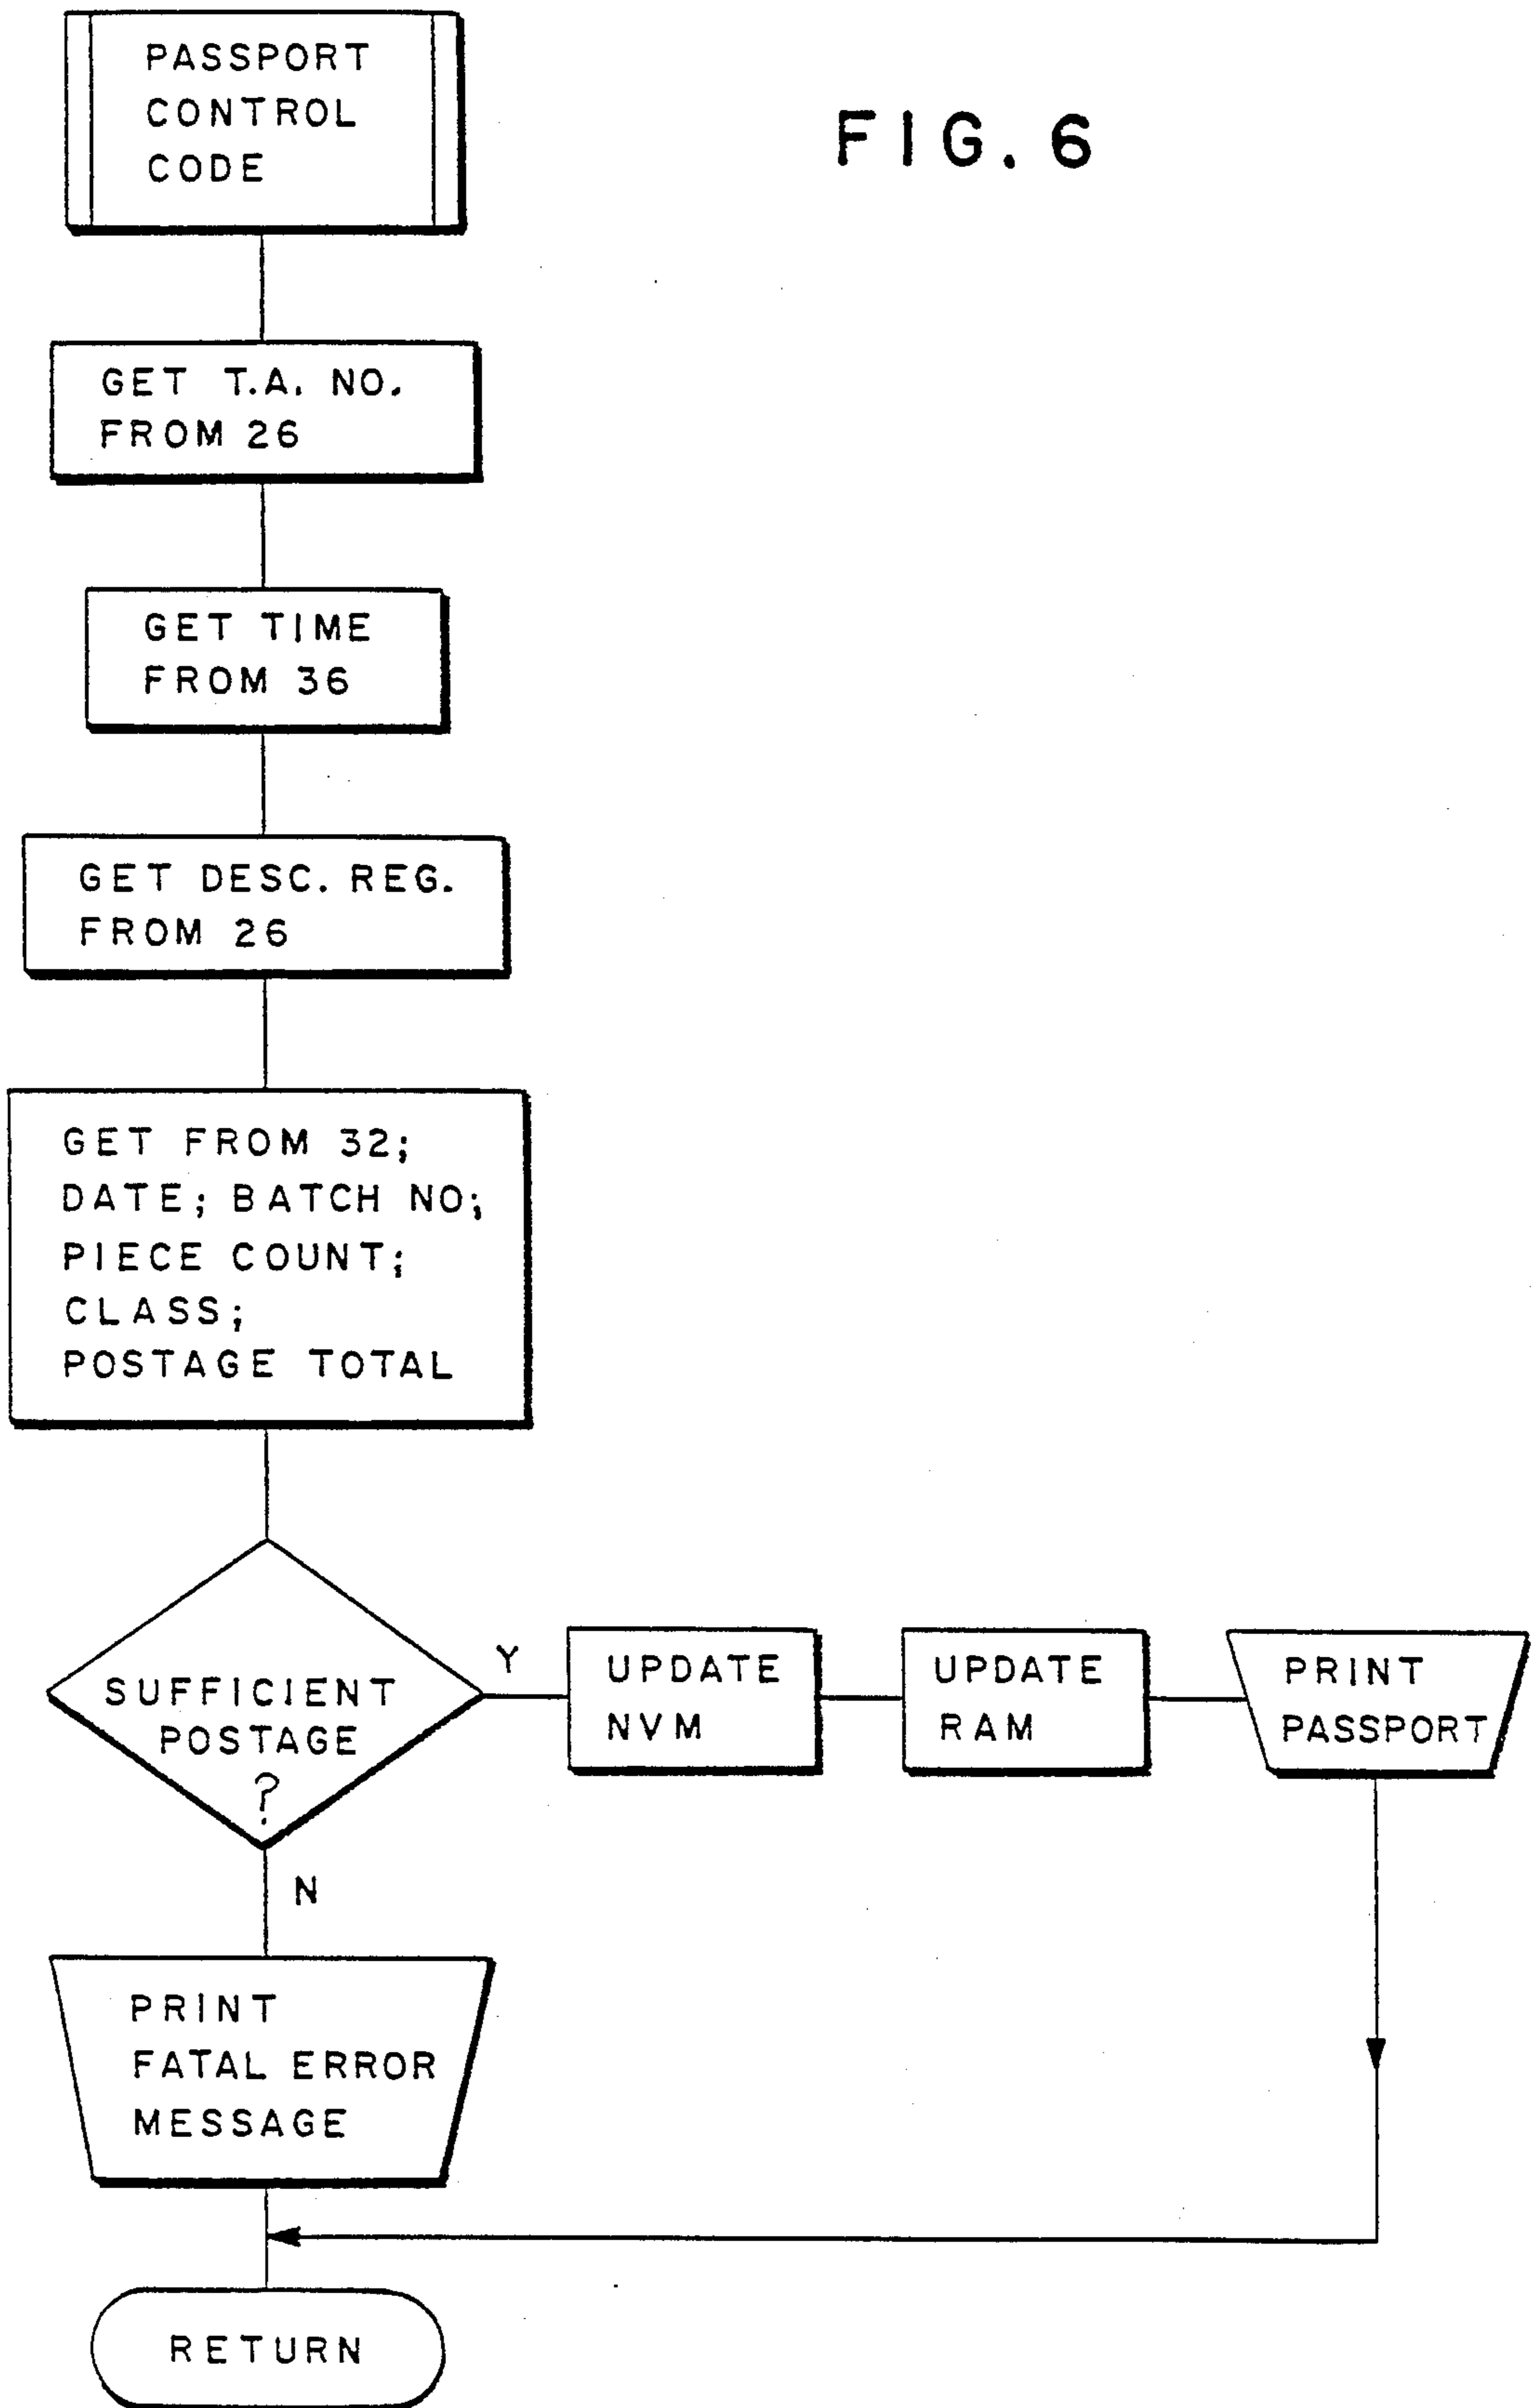 PASSPORT
CONTROL
CODE
FIG. 6
GET T.A. NO.
FROM 26
GET TIME
FROM 36
GET DESC. REG.
FROM 26
GET FROM 32;
DATE; BATCH NO;
PIECE COUNT;
CLASS;
POSTAGE TOTAL
SUFFICIENT
POSTAGE
?
Y
UPDATE
NVM
UPDATE
RAM
PRINT
PASSPORT
N
PRINT
FATAL ERROR
MESSAGE
RETURN